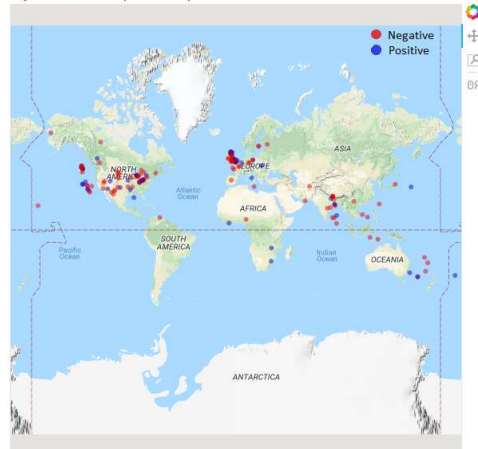 Negative
Positive
ASIA
NORTH
AMERICA
EUROPE
Atlantic
Ocean
AFRICA
SOUTH
AMERICA
Pacific
Ocean
Indian
Ocean
OCEANIA
ANTARCTICA